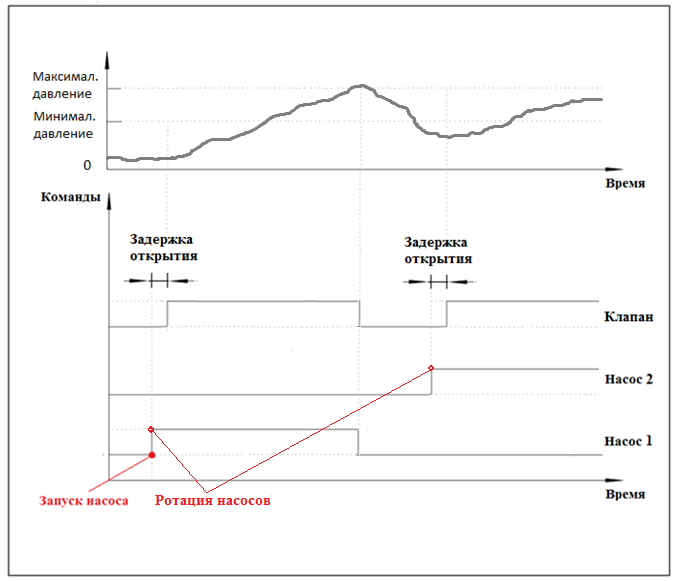 Максимал.
давление
Минимал.
давление
0
Время
Команды
Задержка
открытия
Задержка
открытия
Клапан
Насос 2
Насос 1
Запуск насоса
Ротация насосов
Время